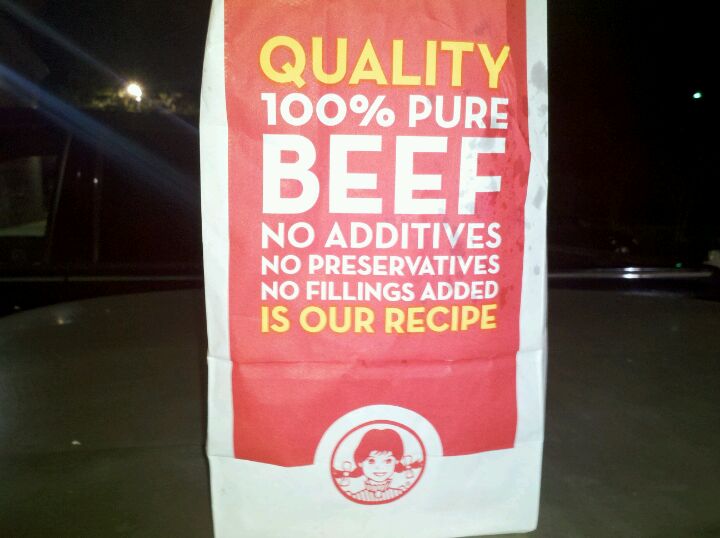 QUALITY
100% PURE
BEEF
NO ADDITIVES
NO PRESERVATIVES
NO FILLINGS ADDED
IS OUR RECIPE